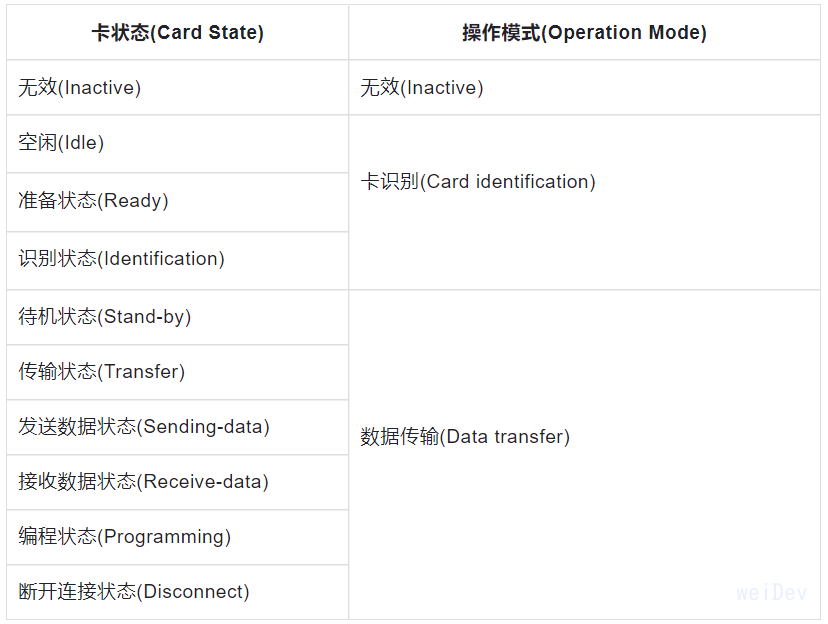 卡状态(Card State) 操作模式(Operation Mode)
无效(Inactive) 无效(Inactive)
空闲(Idle)
卡识别(Card identification)
准备状态(Ready)
识别状态(Identification)
待机状态(Stand-by)
传输状态(Transfer)
发送数据状态(Sending-data)
数据传输(Data transfer)
接收数据状态(Receive-data)
编程状态(Programming)
断开连接状态(Disconnect)
weiDev